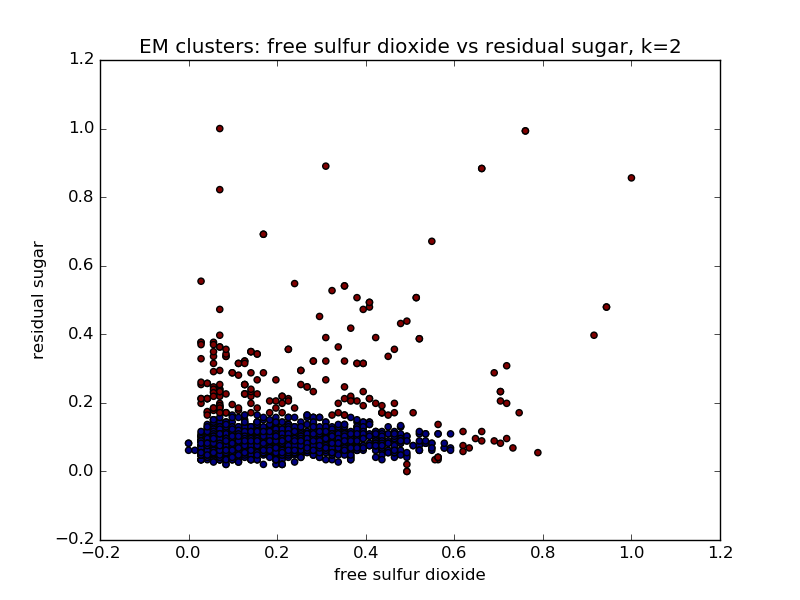 EM clusters: free sulfur dioxide vs residual sugar, k=2
1.2
1.0
0.8
0.6
0.4
0.2
0.0
−0.2
residual sugar
−0.2 0.0 0.2 0.4 0.6 0.8 1.0 1.2
free sulfur dioxide